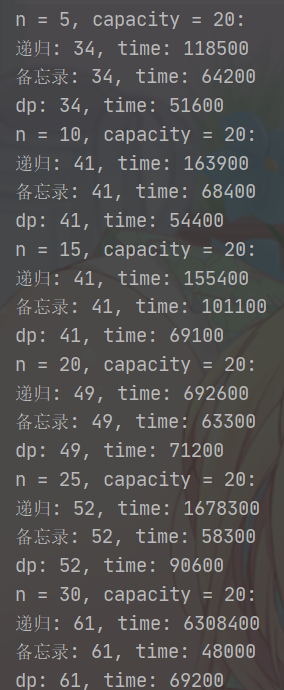 n = 5, capacity = 20:
递归: 34, time: 118500
备忘录: 34, time: 64200
dp: 34, time: 51600
n = 10, capacity = 20:
递归: 41, time: 163900
备忘录: 41, time: 68400
dp: 41, time: 54400
n = 15, capacity = 20:
递归: 41, time: 155400
备忘录: 41, time: 101100
dp: 41, time: 69100
n = 20, capacity = 20:
递归: 49, time: 692600
备忘录: 49, time: 63300
dp: 49, time: 71200
n = 25, capacity = 20:
递归: 52, time: 1678300
备忘录: 52, time: 58300
dp: 52, time: 90600
n = 30, capacity = 20:
递归: 61, time: 6308400
备忘录: 61, time: 48000
dp: 61, time: 69200